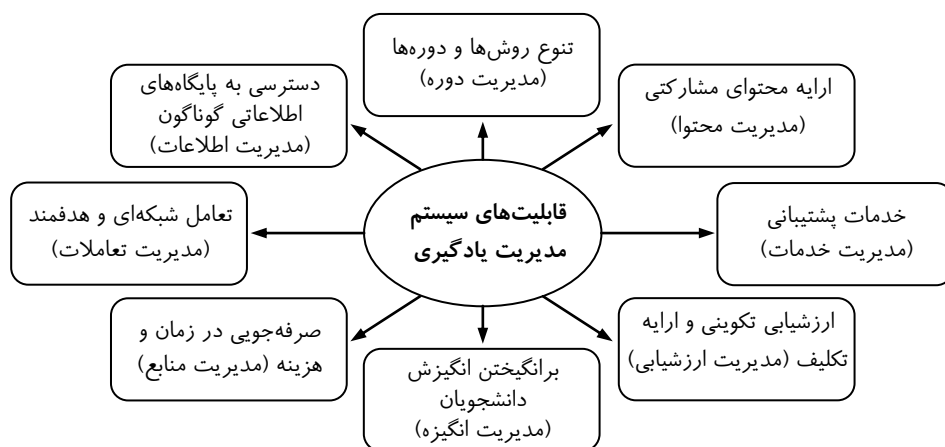 تنوع روش‌ها و دوره‌ها
(مدیریت دوره)
ارایه محتوای مشارکتی
(مدیریت محتوا)
دسترسی به پایگاه‌های
اطلاعاتی گوناگون
(مدیریت اطلاعات)
قابلیت‌های سیستم
مدیریت یادگیری
خدمات پشتیبانی
(مدیریت خدمات)
تعامل شبکه‌ای و هدفمند
(مدیریت تعاملات)
ارزشیابی تکوینی و ارایه
تکلیف (مدیریت ارزشیابی)
برانگیختن انگیزش
دانشجویان
(مدیریت انگیزه)
صرفه‌جویی در زمان و
هزینه (مدیریت منابع)